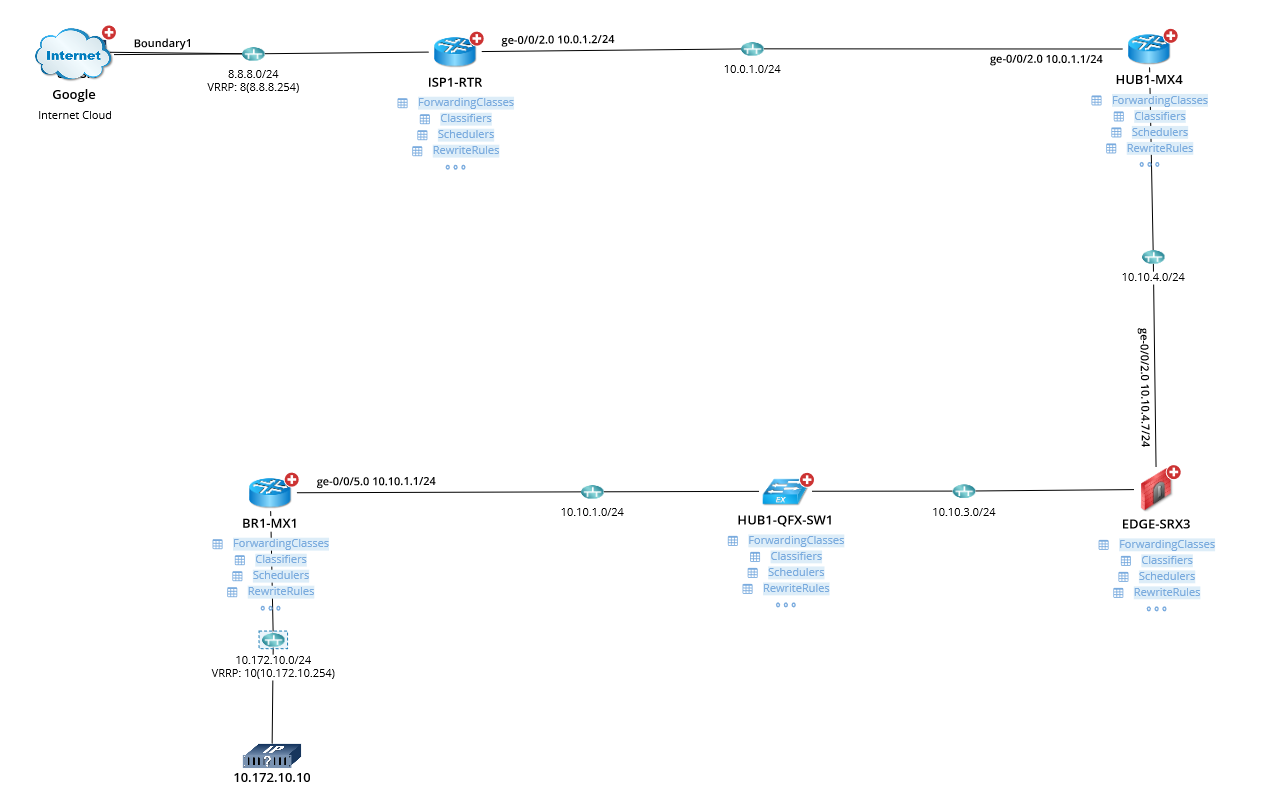 Internet
Google
Internet Cloud
Boundary1
8.8.8.0/24
VRRP: 8(8.8.8.254)
ISP1-RTR
ForwardingClasses
Classifiers
Schedulers
RewriteRules
ge-0/0/2.0 10.0.1.2/24
10.0.1.0/24
ge-0/0/2.0 10.0.1.1/24
HUB1-MX4
ForwardingClasses
Classifiers
Schedulers
RewriteRules
10.10.4.0/24
ge-0/0/2.0 10.10.4.7/24
BR1-MX1
ForwardingClasses
Classifiers
Schedulers
RewriteRules
ge-0/0/5.0 10.10.1.1/24
10.10.1.0/24
EX
HUB1-QFX-SW1
ForwardingClasses
Classifiers
Schedulers
RewriteRules
10.10.3.0/24
EDGE-SRX3
ForwardingClasses
Classifiers
Schedulers
RewriteRules
10.172.10.0/24
VRRP: 10(10.172.10.254)
IP
?
10.172.10.10